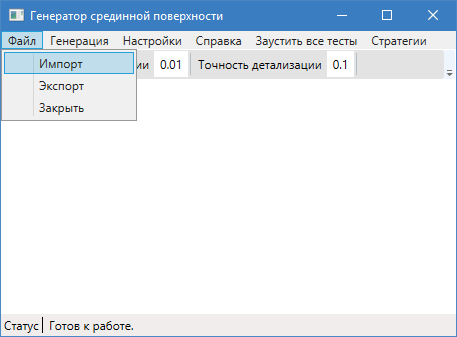 Генератор срединной поверхности
Файл Генерация Настройки Справка Заустить все тесты Стратегии
Импорт
0.01 Точность детализации 0.1
Экспорт
Закрыть
Статус Готов к работе.